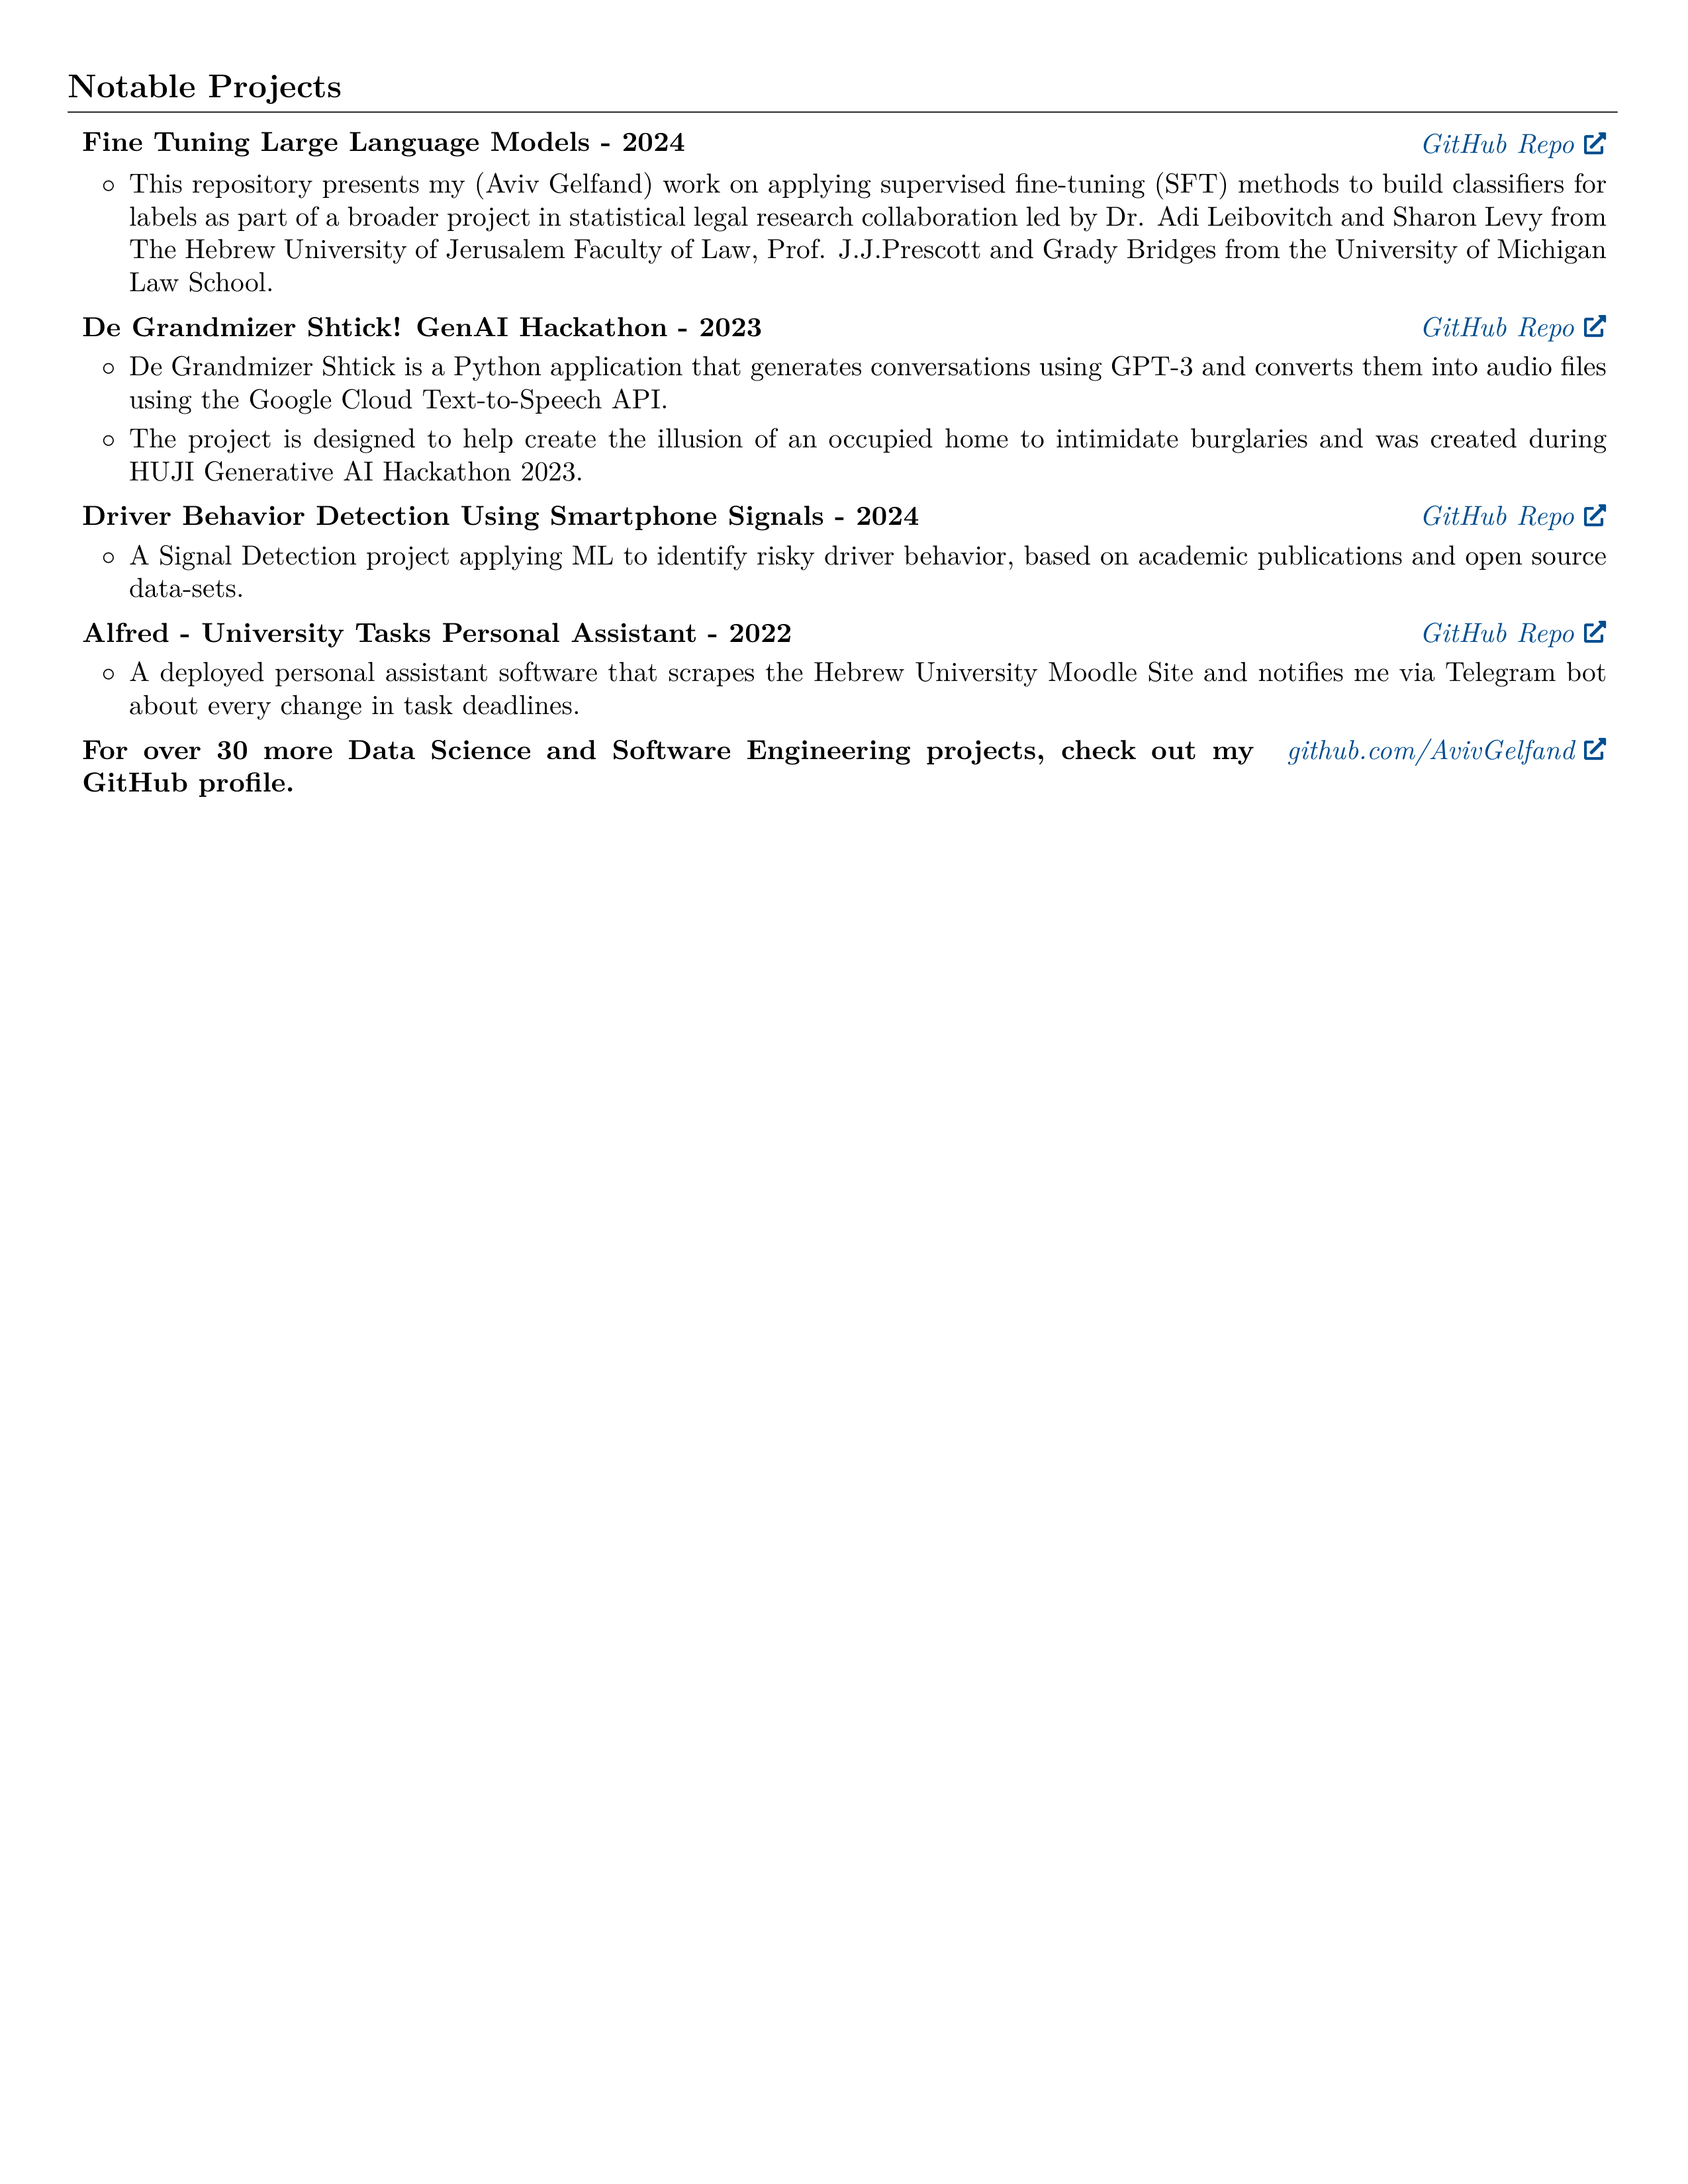 Notable Projects
Fine Tuning Large Language Models - 2024 GitHub Repo
◦ This repository presents my (Aviv Gelfand) work on applying supervised fine-tuning (SFT) methods to build classifiers for
labels as part of a broader project in statistical legal research collaboration led by Dr. Adi Leibovitch and Sharon Levy from
The Hebrew University of Jerusalem Faculty of Law, Prof. J.J.Prescott and Grady Bridges from the University of Michigan
Law School.
De Grandmizer Shtick! GenAI Hackathon - 2023 GitHub Repo
◦ De Grandmizer Shtick is a Python application that generates conversations using GPT-3 and converts them into audio files
using the Google Cloud Text-to-Speech API.
◦ The project is designed to help create the illusion of an occupied home to intimidate burglaries and was created during
HUJI Generative AI Hackathon 2023.
Driver Behavior Detection Using Smartphone Signals - 2024 GitHub Repo
◦ A Signal Detection project applying ML to identify risky driver behavior, based on academic publications and open source
data-sets.
Alfred - University Tasks Personal Assistant - 2022 GitHub Repo
◦ A deployed personal assistant software that scrapes the Hebrew University Moodle Site and notifies me via Telegram bot
about every change in task deadlines.
For over 30 more Data Science and Software Engineering projects, check out my github.com/AvivGelfand
GitHub profile.